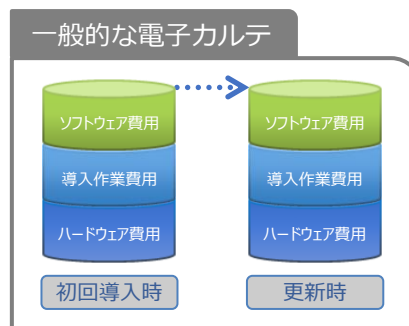 一般的な電子カルテ
ソフトウェア費用
ソフトウェア費用
導入作業費用
導入作業費用
ハードウェア費用
ハードウェア費用
初回導入時
更新時